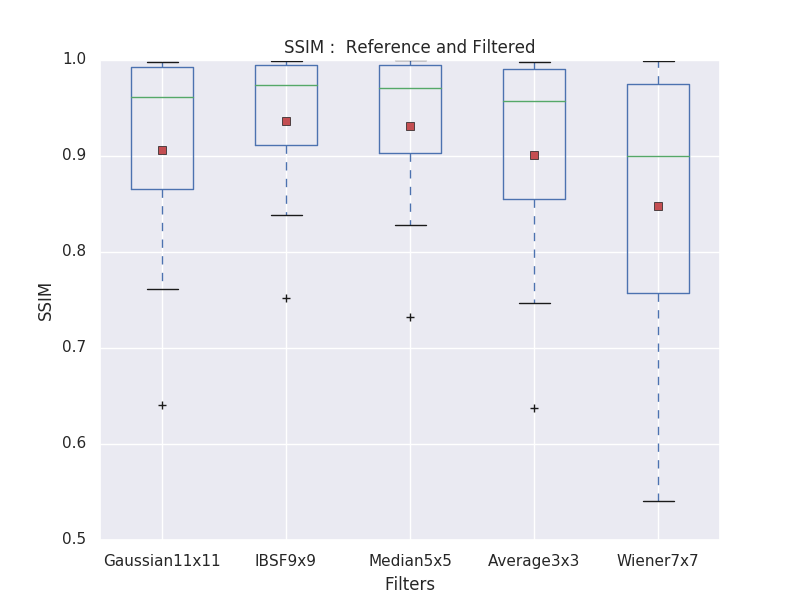 SSIM :  Reference and Filtered
1.0
0.9
0.8
0.7
0.6
0.5
SSIM
Gaussian11x11 IBSF9x9 Median5x5 Average3x3 Wiener7x7
Filters